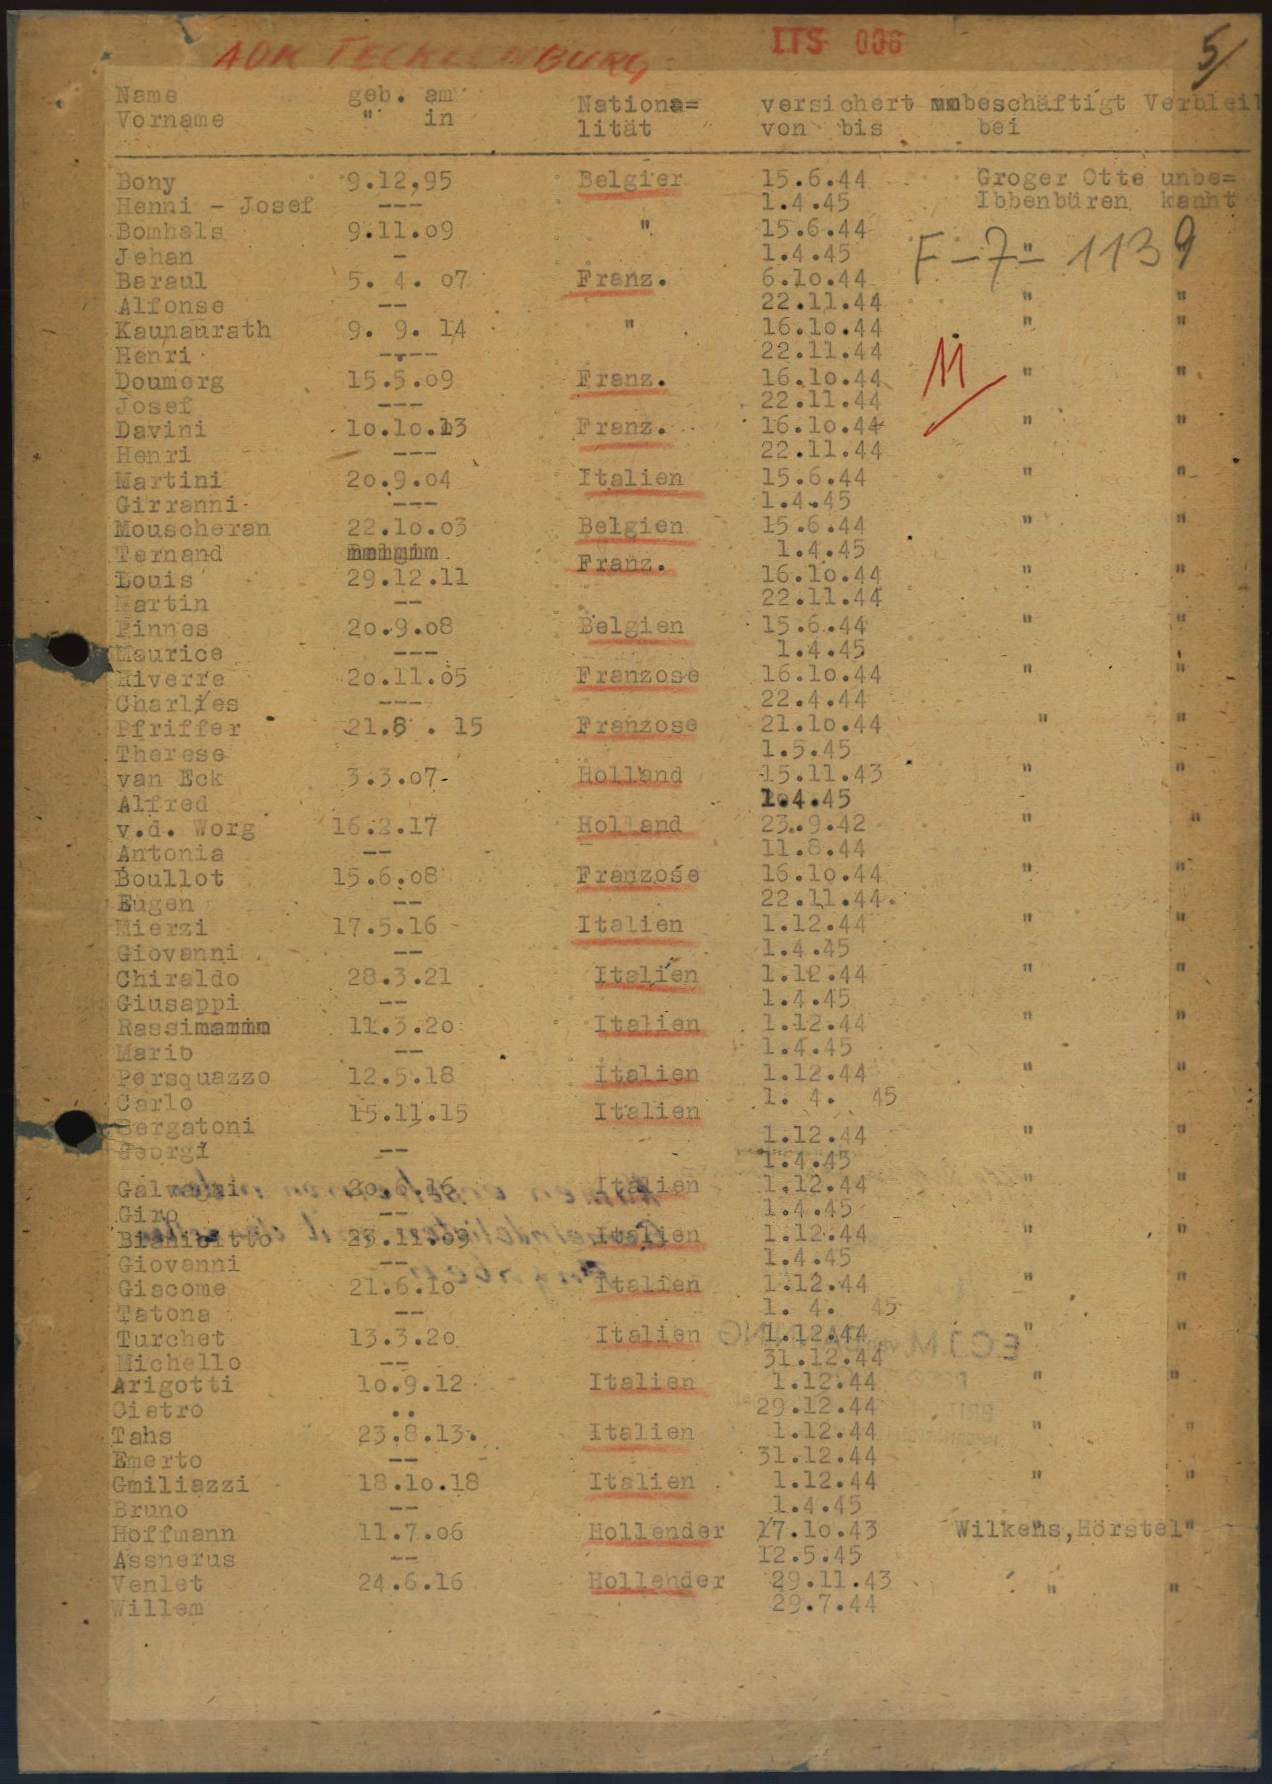 AOK TECKLENBURG
ITS 006
5/
Name geb. am Nationa= versichert beschäftigt Verbleib
Vorname " in lität von bis bei
Bony 9.12.95 Belgier 15.6.44 Groger Otte unbe=
Henni - Josef --- 1.4.45 Ibbenbüren kannt
Bomhals 9.11.09 " 15.6.44 "
F-7-1139
Jehan - 1.4.45
Beraul 5. 4. 07 Franz. 6.10.44 " "
Alfonse -- 22.11.44
Kaunaurath 9. 9. 14 " 16.10.44 " "
Henri ---- 22.11.44
Doumerg 15.5.09 Franz. 16.10.44 " "
Josef --- 22.11.44
Davini 10.10.13 Franz. 16.10.44 " "
Henri --- 22.11.44
Martini 20.9.04 Italien 15.6.44 " "
Girranni --- 1.4.45
Mouscheran 22.10.03 Belgien 15.6.44 " "
Ternand 1.4.45
Louis 29.12.11 Franz. 16.10.44 " "
Martin -- 22.11.44
Pinnes 20.9.08 Belgien 15.6.44 " "
Maurice --- 1.4.45
Riverre 20.11.05 Franzose 16.10.44 " "
Charlies --- 22.4.44
Pfriffer 21.8 . 15 Franzose 21.10.44 " "
Therese 1.5.45
van Eck 3.3.07 Holland 15.11.43 " "
Alfred 1.4.45
v.d. Worg 16.2.17 Holland 23.9.42 " "
Antonia -- 11.8.44
Boullot 15.6.08 Franzose 16.10.44 " "
Eugen -- 22.11.44.
Mierzi 17.5.16 Italien 1.12.44 " "
Giovanni -- 1.4.45
Chiraldo 28.3.21 Italien 1.12.44 " "
Giusappi -- 1.4.45
Rassi 11.3.20 Italien 1.12.44 " "
Mario -- 1.4.45
Persquazzo 12.5.18 Italien 1.12.44 " "
Carlo 1. 4. 45
Bergatoni 15.11.15 Italien 1.12.44 " "
Georgi -- 1.4.45
Galvagni Italien 1.12.44 " "
Giro -- 1.4.45
23.11.09 Italien 1.12.44 " "
Giovanni -- 1.4.45
Giacome 21.6.10 Italien 1.12.44 " "
Tatona -- 1. 4. 45
Turchet 13.3.20 Italien 1.12.44 " "
Michello -- 31.12.44
Arigotti 10.9.12 Italien 1.12.44 " "
Cietro .. 29.12.44
Tahs 23.8.13. Italien 1.12.44 " "
Emerto -- 31.12.44
Gmiliazzi 18.10.18 Italien 1.12.44 " "
Bruno -- 1.4.45
Hoffmann 11.7.06 Hollender 17.10.43 Wilkens, Hörstel "
Assnerus -- 12.5.45
Venlet 24.6.16 Hollender 29.11.43 " "
Willem 29.7.44